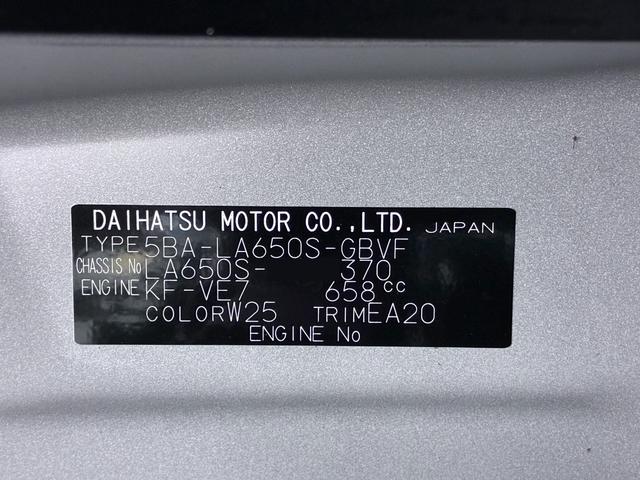 DAIHATSU MOTOR CO.,LTD. JAPAN
TYPE 5BA-LA650S-GBVF
CHASSIS No LA650S- 370
ENGINE KF-VE7 658cc
COLOR W25 TRIM EA20
ENGINE No